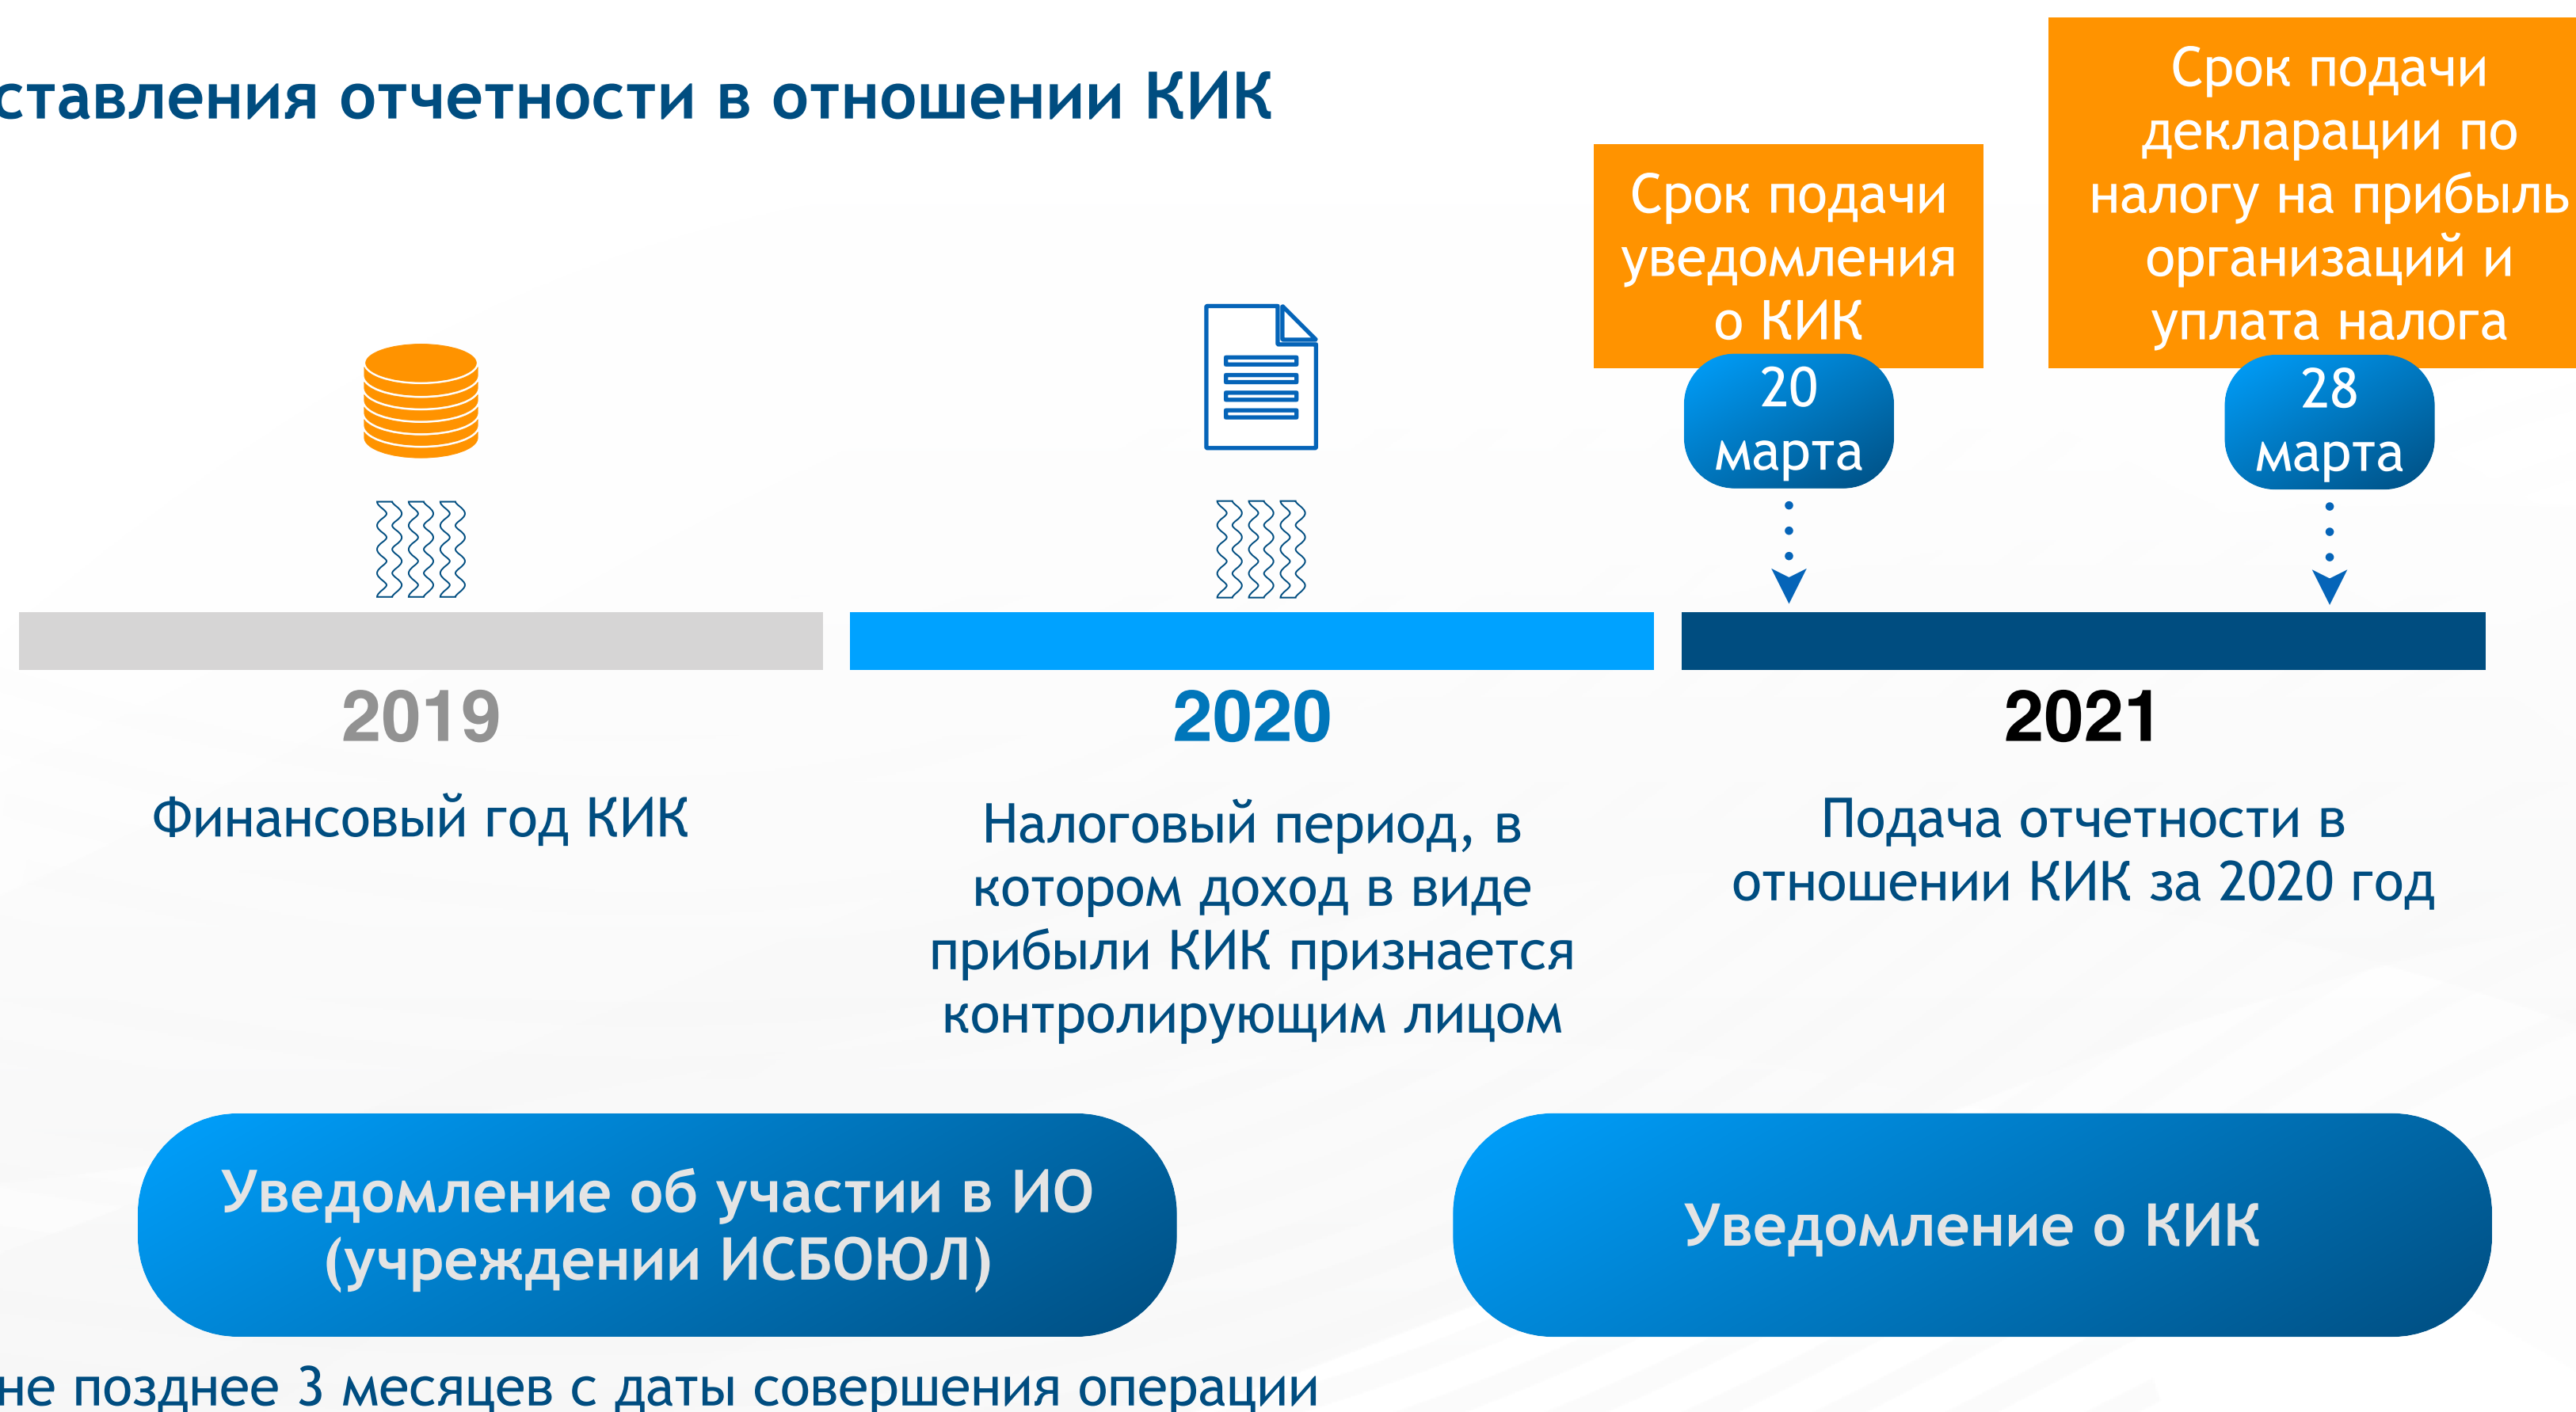 ставления отчетности в отношении КИК
Срок подачи
уведомления
о КИК
20
марта
Срок подачи
декларации по
налогу на прибыль
организаций и
уплата налога
28
марта
2019
Финансовый год КИК
2020
Налоговый период, в
котором доход в виде
прибыли КИК признается
контролирующим лицом
2021
Подача отчетности в
отношении КИК за 2020 год
Уведомление об участии в ИО
(учреждении ИСБОЮЛ)
Уведомление о КИК
не позднее 3 месяцев с даты совершения операции